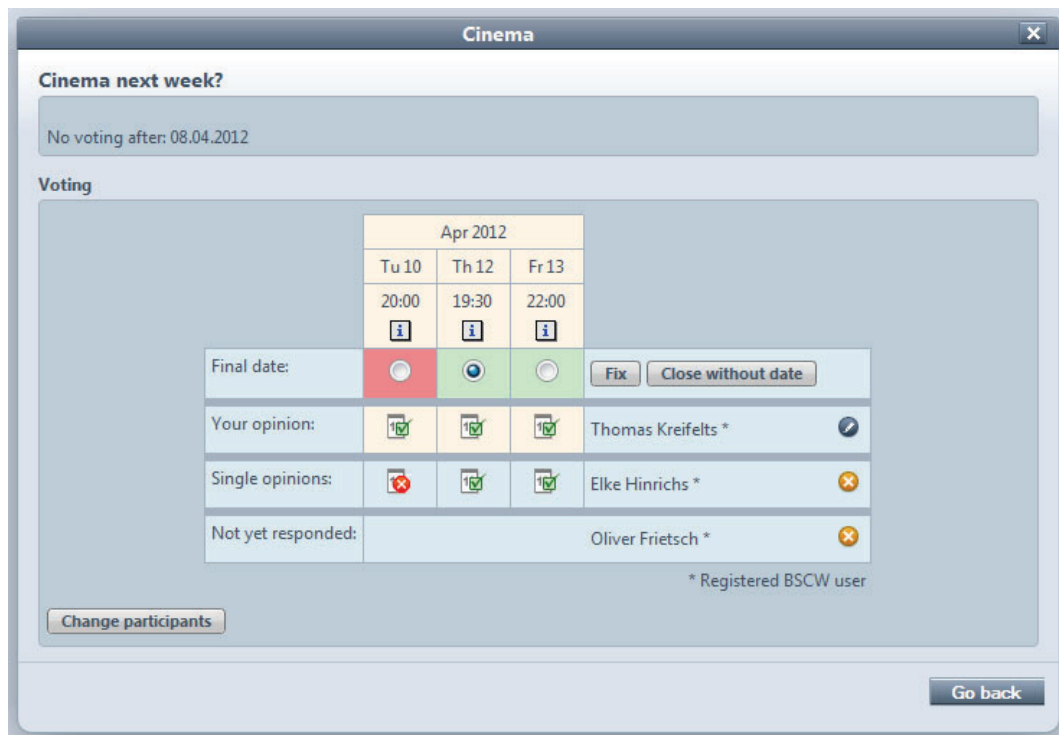 Cinema
Cinema next week?
No voting after: 08.04.2012
Voting
Apr 2012
Tu 10 Th 12 Fr 13
20:00 19:30 22:00
i i i
Final date: Fix Close without date
Your opinion: Thomas Kreifelts *
Single opinions: Elke Hinrichs *
Not yet responded: Oliver Frietsch *
* Registered BSCW user
Change participants
Go back